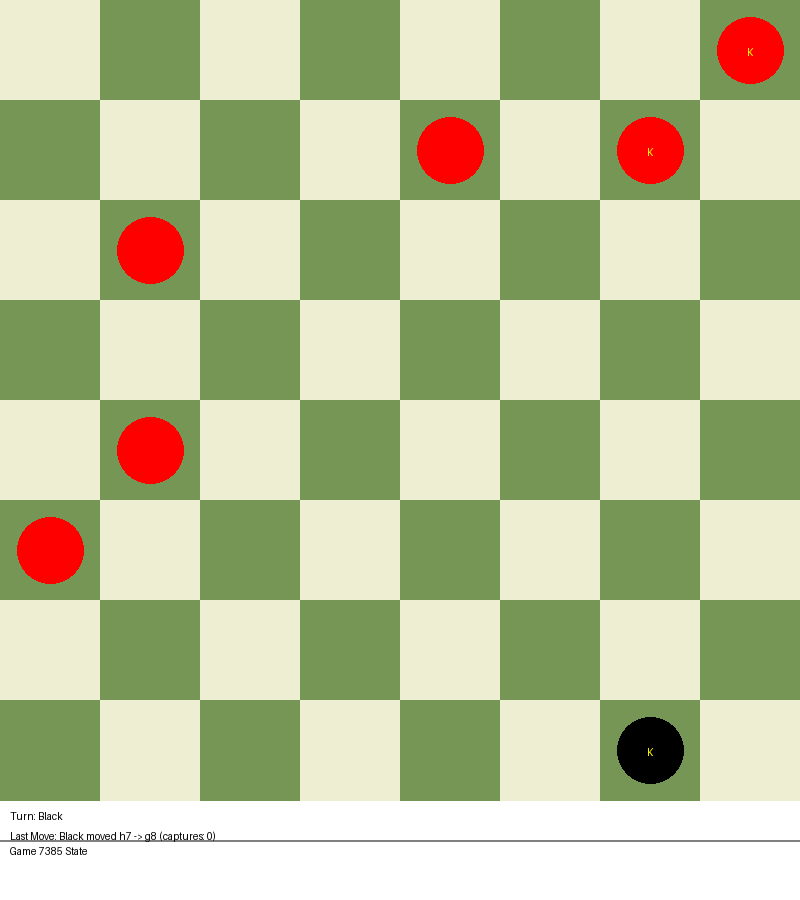 K
K
K
Turn: Black
Last Move: Black moved h7 -> g8 (captures: 0)
Game 7385 State